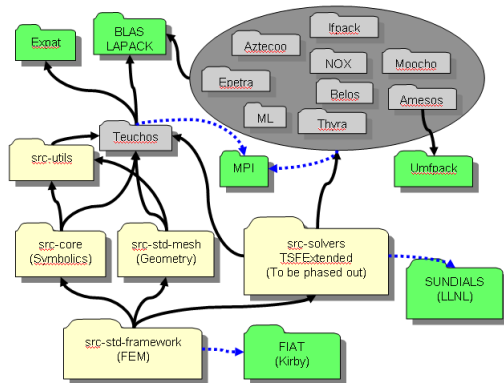 Expat
BLAS
LAPACK
Aztecoo
Ifpack
NOX
Moocho
Epetra
Belos
Amesos
ML
Thyra
Teuchos
src-utils
MPI
Umfpack
src-core
(Symbolics)
src-std-mesh
(Geometry)
src-solvers
TSFExtended
(To be phased out)
SUNDIALS
(LLNL)
src-std-framework
(FEM)
FIAT
(Kirby)